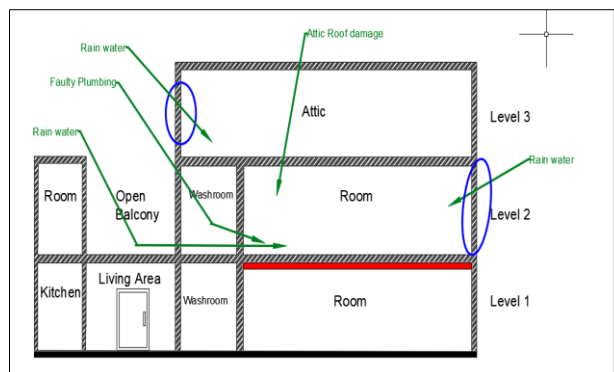 Attic Roof damage
Rain water
Faulty Plumbing
Attic
Level 3
Rain water
Rain water
Room
Open
Balcony
Washroom
Room
Level 2
Kitchen
Living Area
Washroom
Room
Level 1